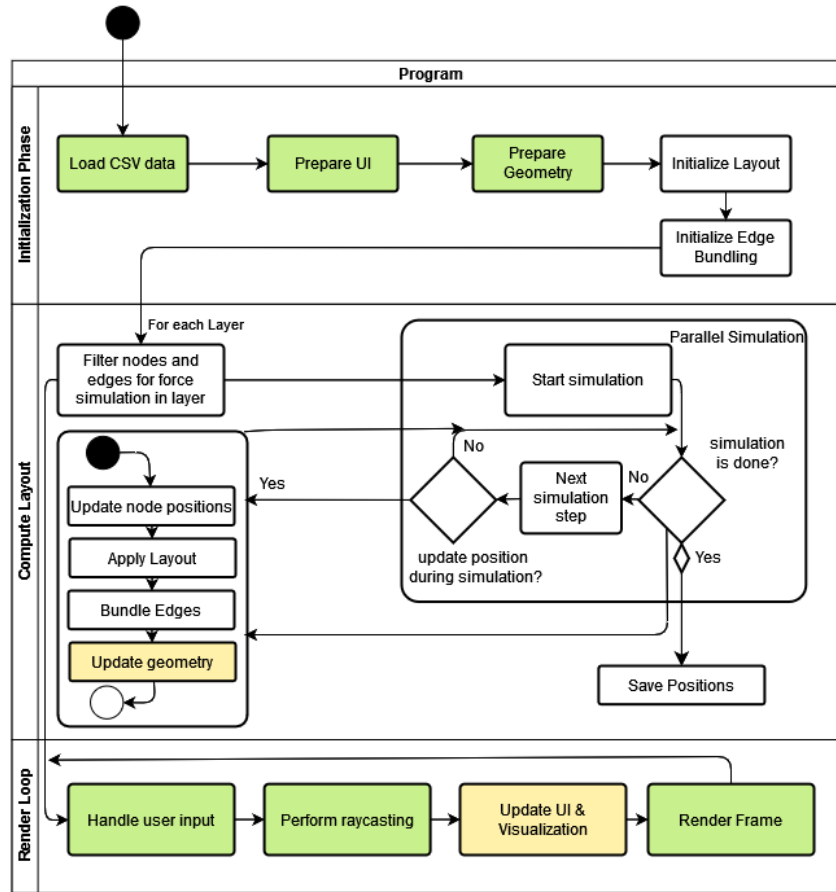 Program
Initialization Phase
Load CSV data
Prepare UI
Prepare
Geometry
Initialize Layout
Initialize Edge
Bundling
Compute Layout
For each Layer
Filter nodes and
edges for force
simulation in layer
Parallel Simulation
Start simulation
simulation
is done?
No
Next
simulation
step
No
Yes
update position
during simulation?
Yes
Save Positions
Update node positions
Apply Layout
Bundle Edges
Update geometry
Render Loop
Handle user input
Perform raycasting
Update UI &
Visualization
Render Frame